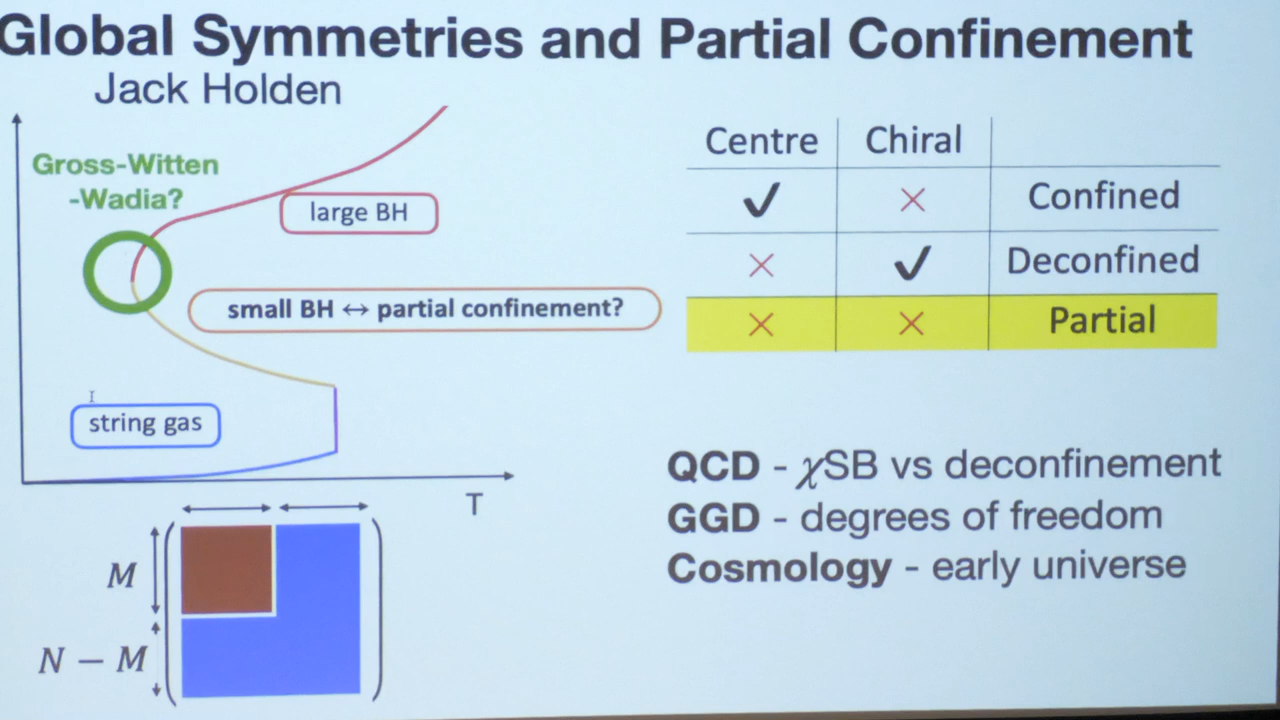 Global Symmetries and Partial Confinement
Jack Holden
Gross-Witten
-Wadia?
large BH
small BH ↔ partial confinement?
string gas
T
M
N − M
Centre Chiral
✓ × Confined
× ✓ Deconfined
× × Partial
QCD - χSB vs deconfinement
GGD - degrees of freedom
Cosmology - early universe